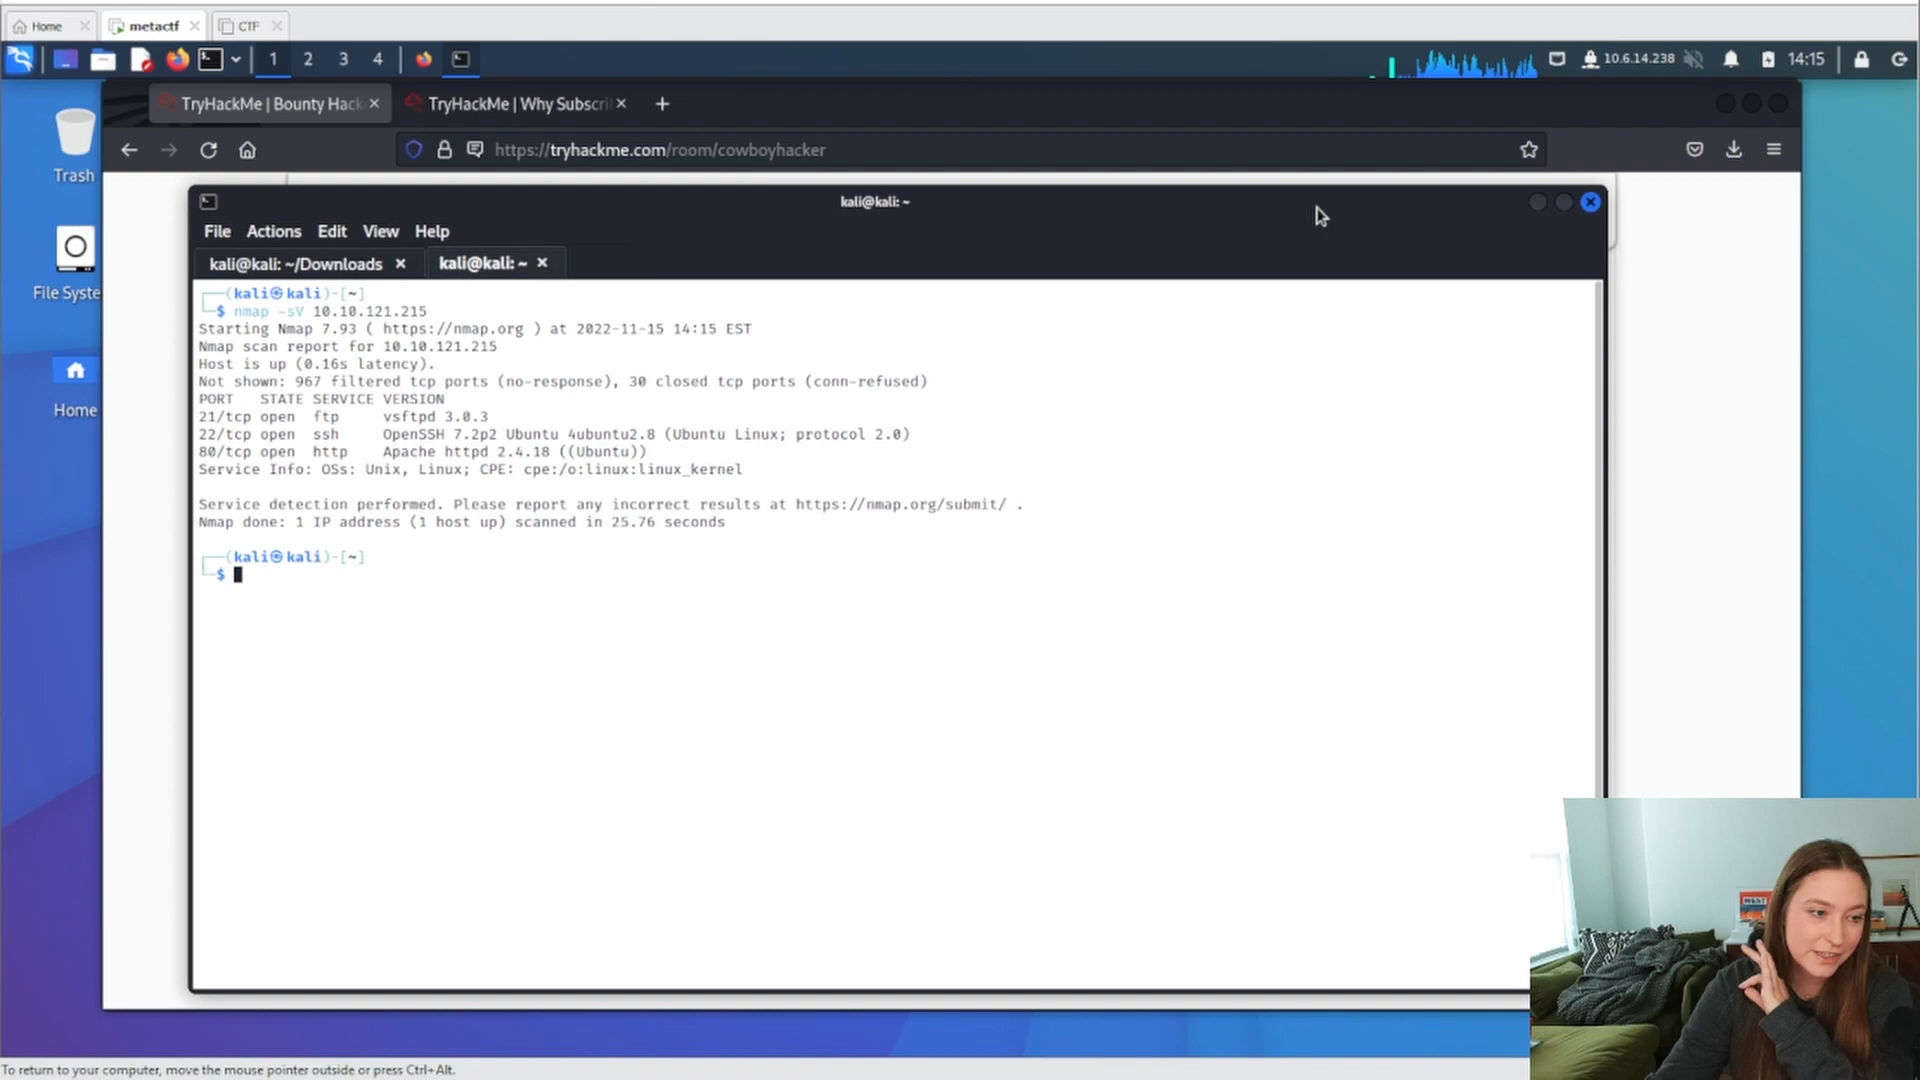 Home
metactf
CTF
1 2 3 4
10.6.14.238
14:15
TryHackMe | Bounty Hack
TryHackMe | Why Subscri
https://tryhackme.com/room/cowboyhacker
Trash
File Syste
Home
kali@kali: ~
File Actions Edit View Help
kali@kali: ~/Downloads
kali@kali: ~
(kali㉿kali)-[~]
$ nmap -sV 10.10.121.215
Starting Nmap 7.93 ( https://nmap.org ) at 2022-11-15 14:15 EST
Nmap scan report for 10.10.121.215
Host is up (0.16s latency).
Not shown: 967 filtered tcp ports (no-response), 30 closed tcp ports (conn-refused)
PORT   STATE SERVICE VERSION
21/tcp open  ftp     vsftpd 3.0.3
22/tcp open  ssh     OpenSSH 7.2p2 Ubuntu 4ubuntu2.8 (Ubuntu Linux; protocol 2.0)
80/tcp open  http    Apache httpd 2.4.18 ((Ubuntu))
Service Info: OSs: Unix, Linux; CPE: cpe:/o:linux:linux_kernel
Service detection performed. Please report any incorrect results at https://nmap.org/submit/ .
Nmap done: 1 IP address (1 host up) scanned in 25.76 seconds
(kali㉿kali)-[~]
$
To return to your computer, move the mouse pointer outside or press Ctrl+Alt.